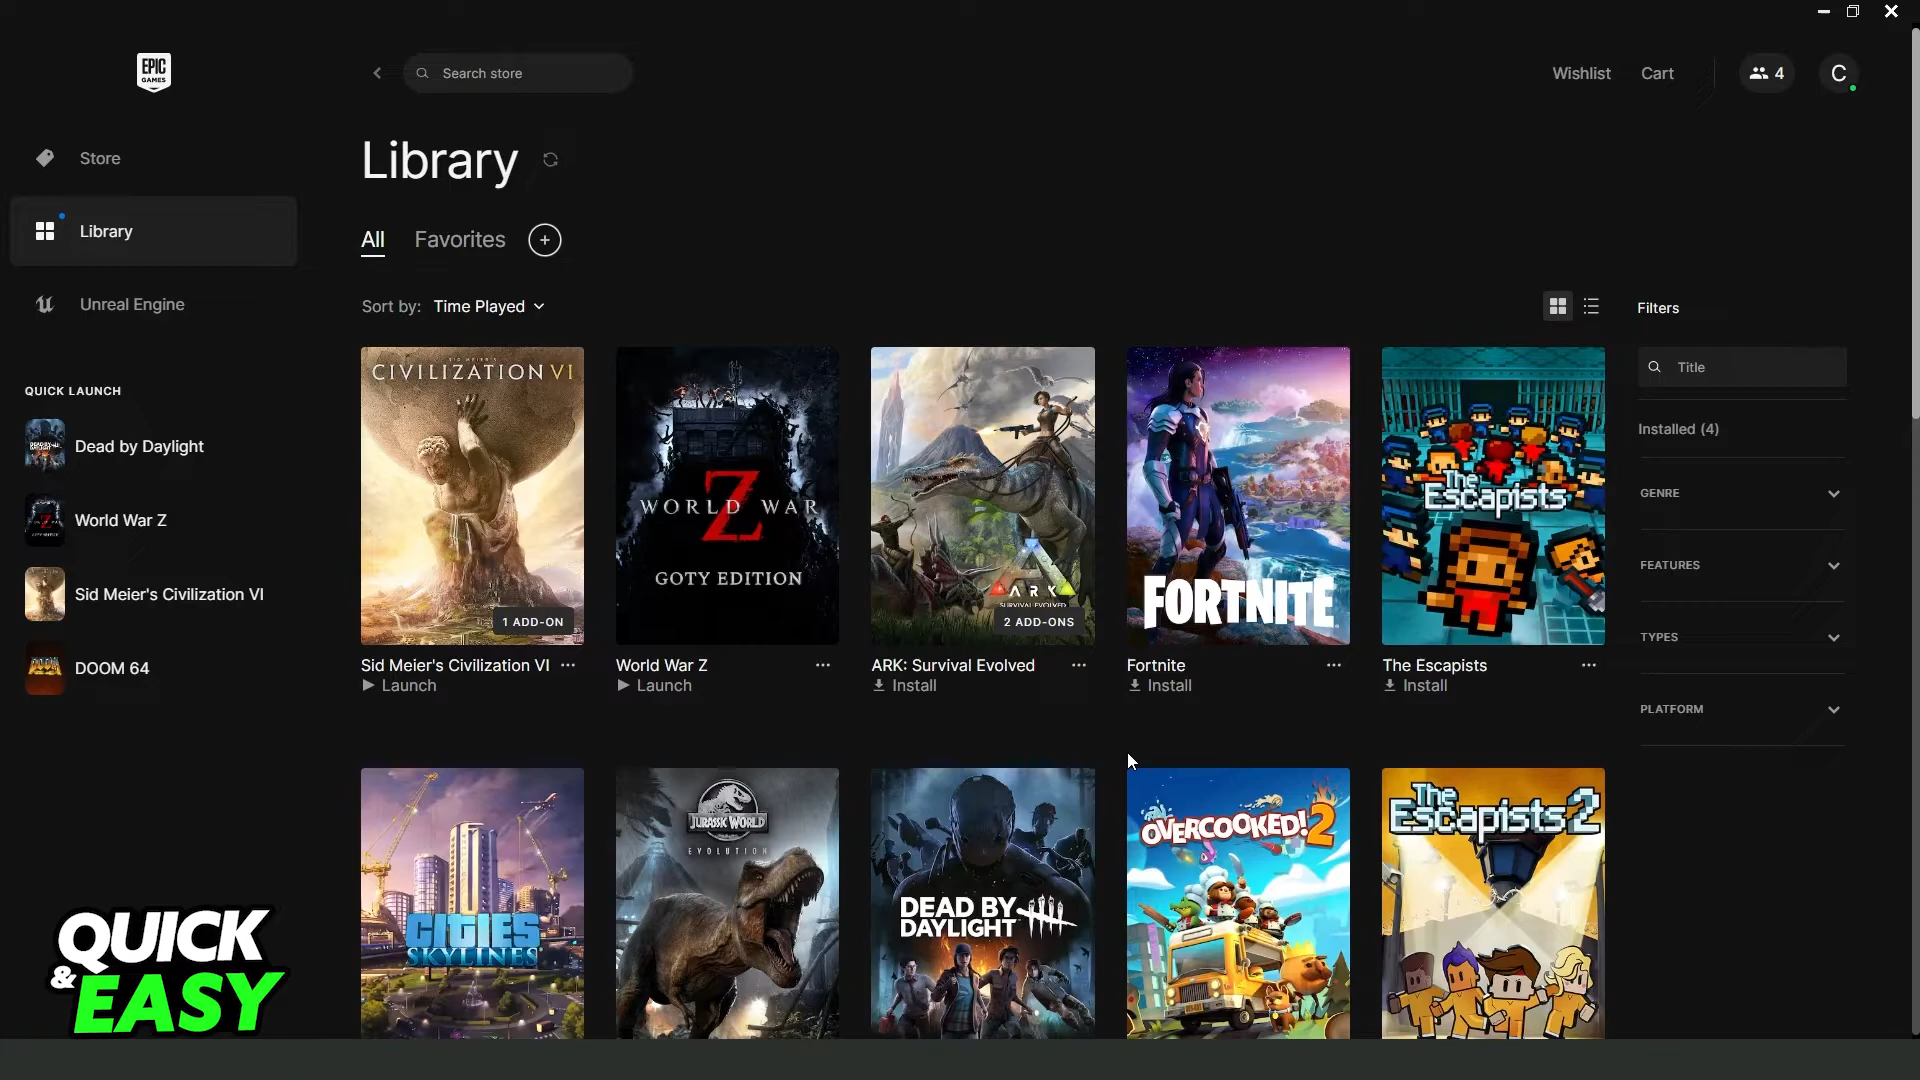 EPIC
GAMES
Search store
Wishlist
Cart
4
C
Store
Library
Unreal Engine
QUICK LAUNCH
Dead by Daylight
World War Z
Sid Meier's Civilization VI
DOOM 64
Library
All
Favorites
+
Sort by: Time Played
Filters
Title
Installed (4)
GENRE
FEATURES
TYPES
PLATFORM
SID MEIER'S
CIVILIZATION VI
1 ADD-ON
Sid Meier's Civilization VI
Launch
WORLD WAR
Z
GOTY EDITION
World War Z
Launch
ARK
SURVIVAL EVOLVED
2 ADD-ONS
ARK: Survival Evolved
Install
FORTNITE
Fortnite
Install
The
Escapists
The Escapists
Install
CITIES
SKYLINES
JURASSIC WORLD
EVOLUTION
DEAD BY
DAYLIGHT
OVERCOOKED! 2
The
Escapists 2
QUICK
& EASY